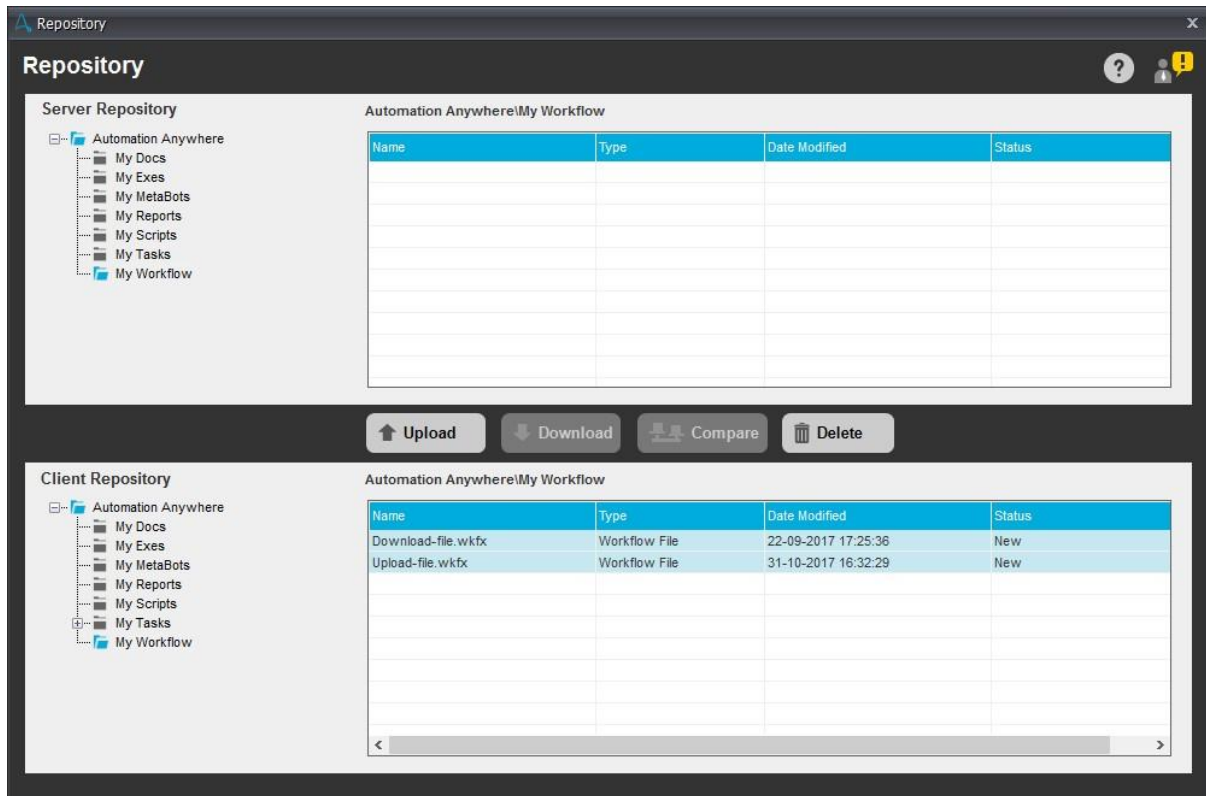 Repository
Repository
Server Repository
Automation Anywhere
My Docs
My Exes
My MetaBots
My Reports
My Scripts
My Tasks
My Workflow
Automation Anywhere\My Workflow
Name Type Date Modified Status
Upload Download Compare Delete
Client Repository
Automation Anywhere
My Docs
My Exes
My MetaBots
My Reports
My Scripts
My Tasks
My Workflow
Automation Anywhere\My Workflow
Name Type Date Modified Status
Download-file.wkfx Workflow File 22-09-2017 17:25:36 New
Upload-file.wkfx Workflow File 31-10-2017 16:32:29 New